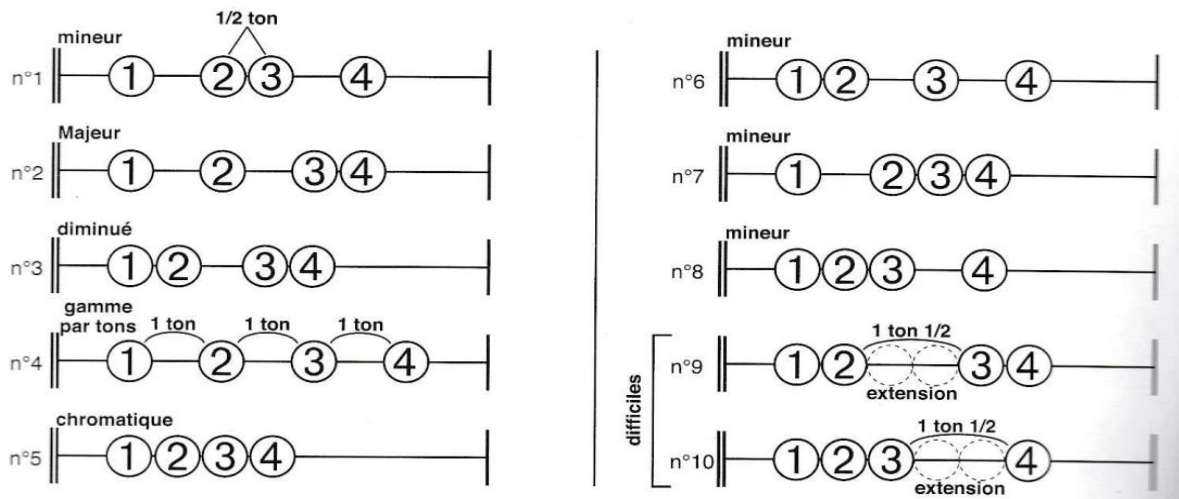 1/2 ton
mineur
n°1 1 2 3 4
Majeur
n°2 1 2 3 4
diminué
n°3 1 2 3 4
gamme
par tons 1 ton 1 ton 1 ton
n°4 1 2 3 4
chromatique
n°5 1 2 3 4
mineur
n°6 1 2 3 4
mineur
n°7 1 2 3 4
mineur
n°8 1 2 3 4
difficiles
1 ton 1/2
n°9 1 2 3 4
extension
1 ton 1/2
n°10 1 2 3 4
extension